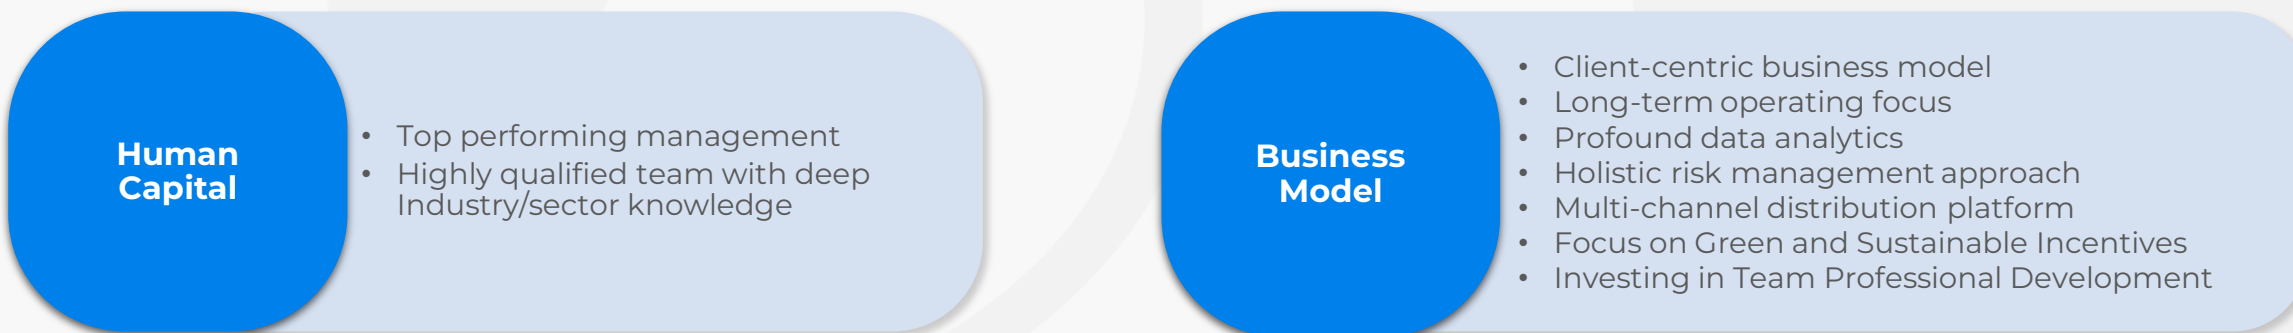 Human
Capital
• Top performing management
• Highly qualified team with deep
Industry/sector knowledge
Business
Model
• Client-centric business model
• Long-term operating focus
• Profound data analytics
• Holistic risk management approach
• Multi-channel distribution platform
• Focus on Green and Sustainable Incentives
• Investing in Team Professional Development